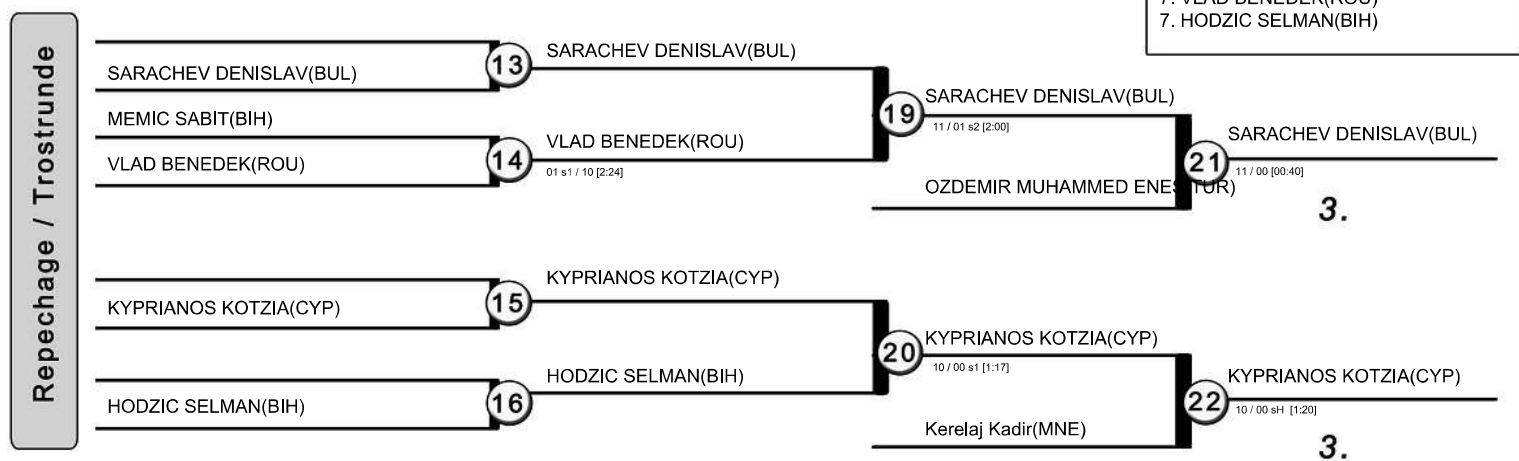 7. VLAD BENEDEK(ROU)
7. HODZIC SELMAN(BIH)
Repechage / Trostrunde
SARACHEV DENISLAV(BUL)
13
SARACHEV DENISLAV(BUL)
MEMIC SABIT(BIH)
VLAD BENEDEK(ROU)
14
VLAD BENEDEK(ROU)
01 s1 / 10 [2:24]
19
SARACHEV DENISLAV(BUL)
11 / 01 s2 [2:00]
OZDEMIR MUHAMMED ENES(TUR)
21
SARACHEV DENISLAV(BUL)
11 / 00 [00:40]
3.
KYPRIANOS KOTZIA(CYP)
15
KYPRIANOS KOTZIA(CYP)
HODZIC SELMAN(BIH)
16
HODZIC SELMAN(BIH)
20
KYPRIANOS KOTZIA(CYP)
10 / 00 s1 [1:17]
Kerelaj Kadir(MNE)
22
KYPRIANOS KOTZIA(CYP)
10 / 00 sH [1:20]
3.